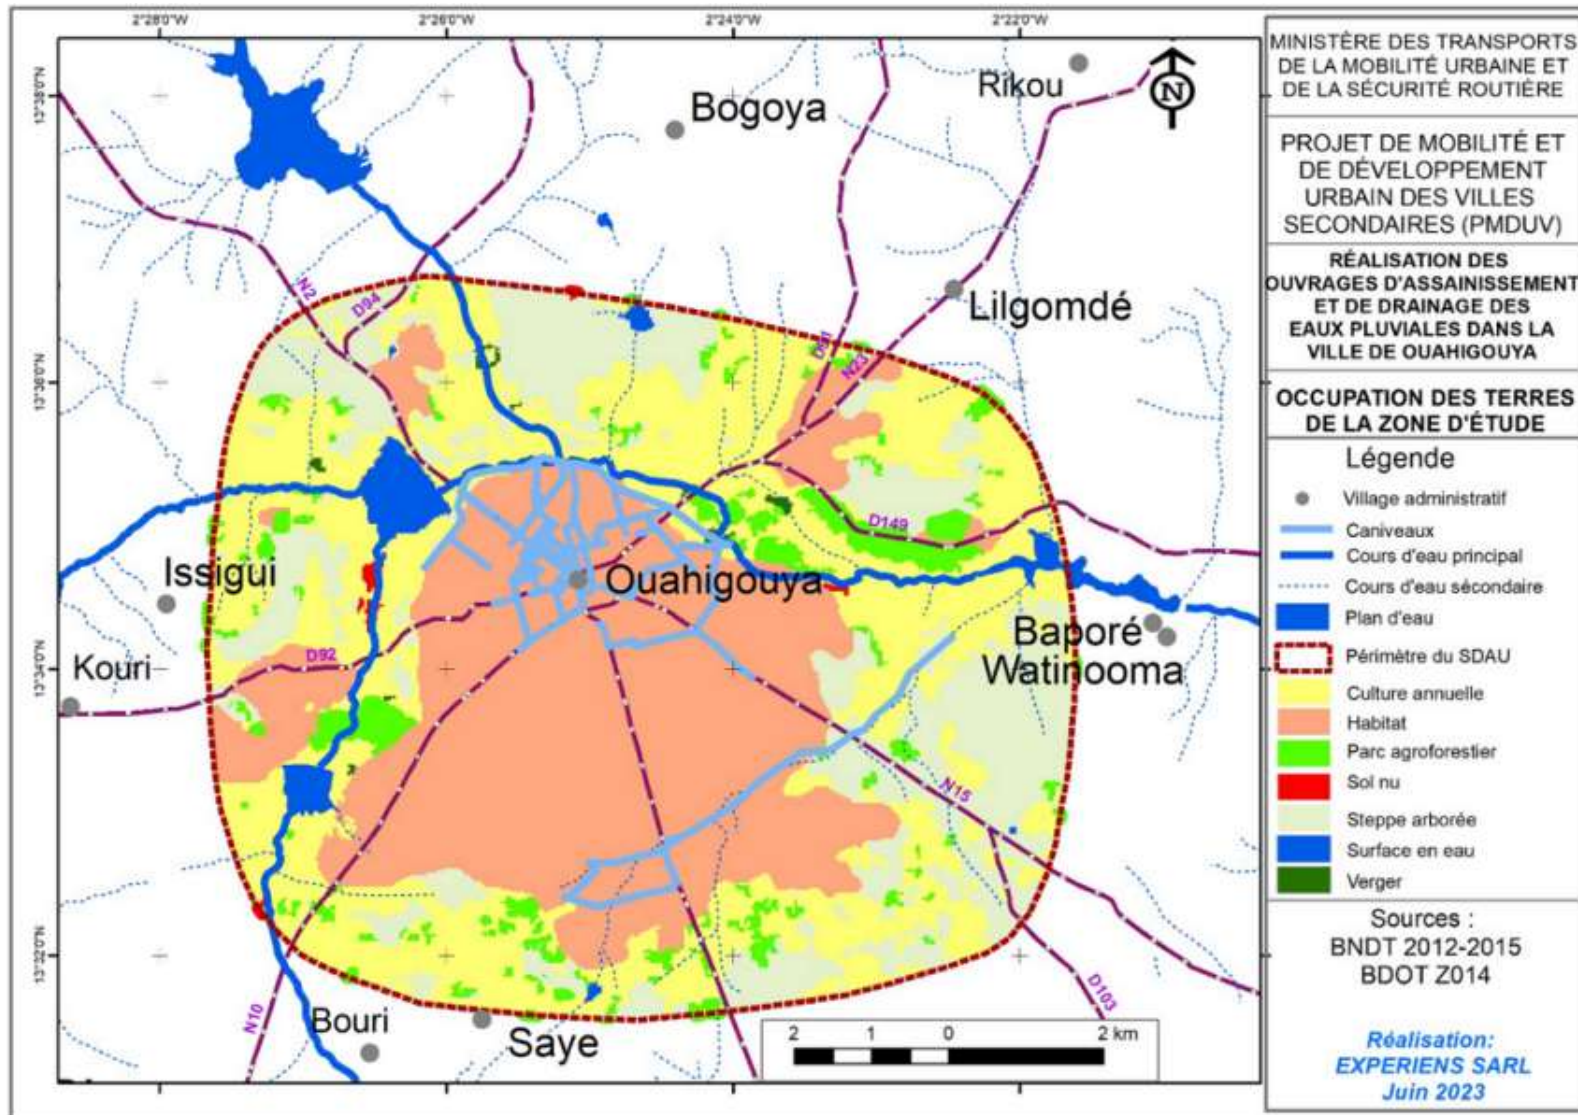 2°28'0"W
2°26'0"W
2°24'0"W
2°22'0"W
13°38'0"N
13°36'0"N
13°34'0"N
13°32'0"N
N
Rikou
Bogoya
Lilgomdé
Ouahigouya
Issigui
Kouri
Baporé
Watinooma
Bouri
Saye
N2
D94
N23
D149
D92
N15
N10
D103
2 1 0 2 km
MINISTÈRE DES TRANSPORTS
DE LA MOBILITÉ URBAINE ET
DE LA SÉCURITÉ ROUTIÈRE
PROJET DE MOBILITÉ ET
DE DÉVELOPPEMENT
URBAIN DES VILLES
SECONDAIRES (PMDUV)
RÉALISATION DES
OUVRAGES D'ASSAINISSEMENT
ET DE DRAINAGE DES
EAUX PLUVIALES DANS LA
VILLE DE OUAHIGOUYA
OCCUPATION DES TERRES
DE LA ZONE D'ÉTUDE
Légende
Village administratif
Caniveaux
Cours d'eau principal
Cours d'eau sécondaire
Plan d'eau
Périmètre du SDAU
Culture annuelle
Habitat
Parc agroforestier
Sol nu
Steppe arborée
Surface en eau
Verger
Sources :
BNDT 2012-2015
BDOT Z014
Réalisation:
EXPERIENS SARL
Juin 2023